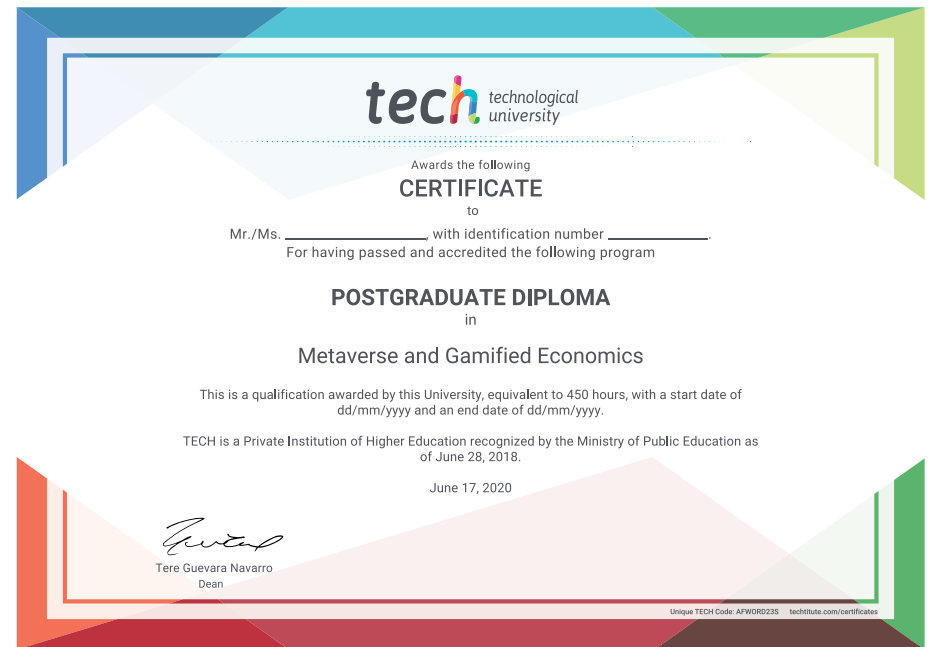 tech technological
university
Awards the following
CERTIFICATE
to
Mr./Ms. ____________________, with identification number ______________.
For having passed and accredited the following program
POSTGRADUATE DIPLOMA
in
Metaverse and Gamified Economics
This is a qualification awarded by this University, equivalent to 450 hours, with a start date of
dd/mm/yyyy and an end date of dd/mm/yyyy.
TECH is a Private Institution of Higher Education recognized by the Ministry of Public Education as
of June 28, 2018.
June 17, 2020
Tere Guevara Navarro
Dean
Unique TECH Code: AFWORD23S techtitute.com/certificates